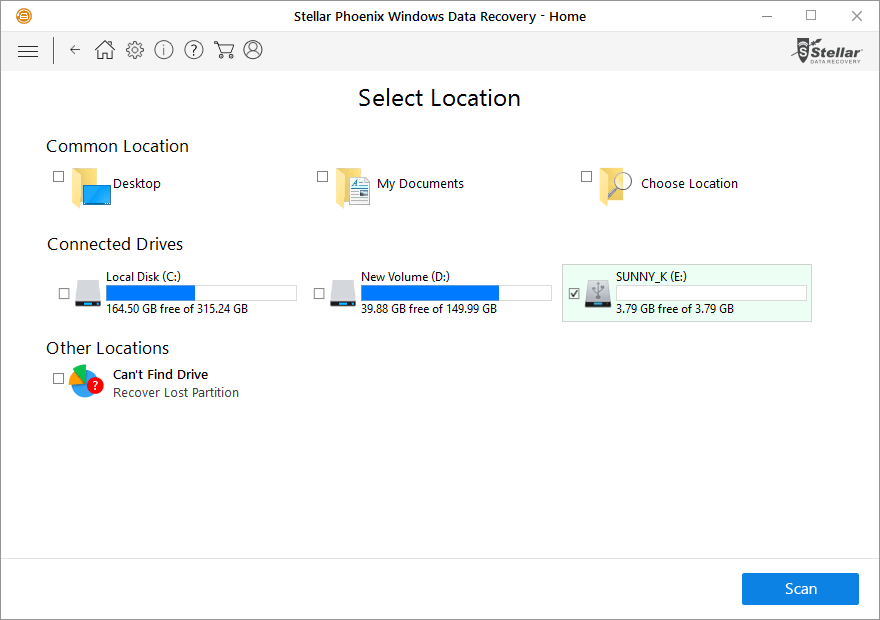 Stellar Phoenix Windows Data Recovery - Home
Stellar
DATA RECOVERY
Select Location
Common Location
Desktop
My Documents
Choose Location
Connected Drives
Local Disk (C:)
164.50 GB free of 315.24 GB
New Volume (D:)
39.88 GB free of 149.99 GB
SUNNY_K (E:)
3.79 GB free of 3.79 GB
Other Locations
Can't Find Drive
Recover Lost Partition
Scan